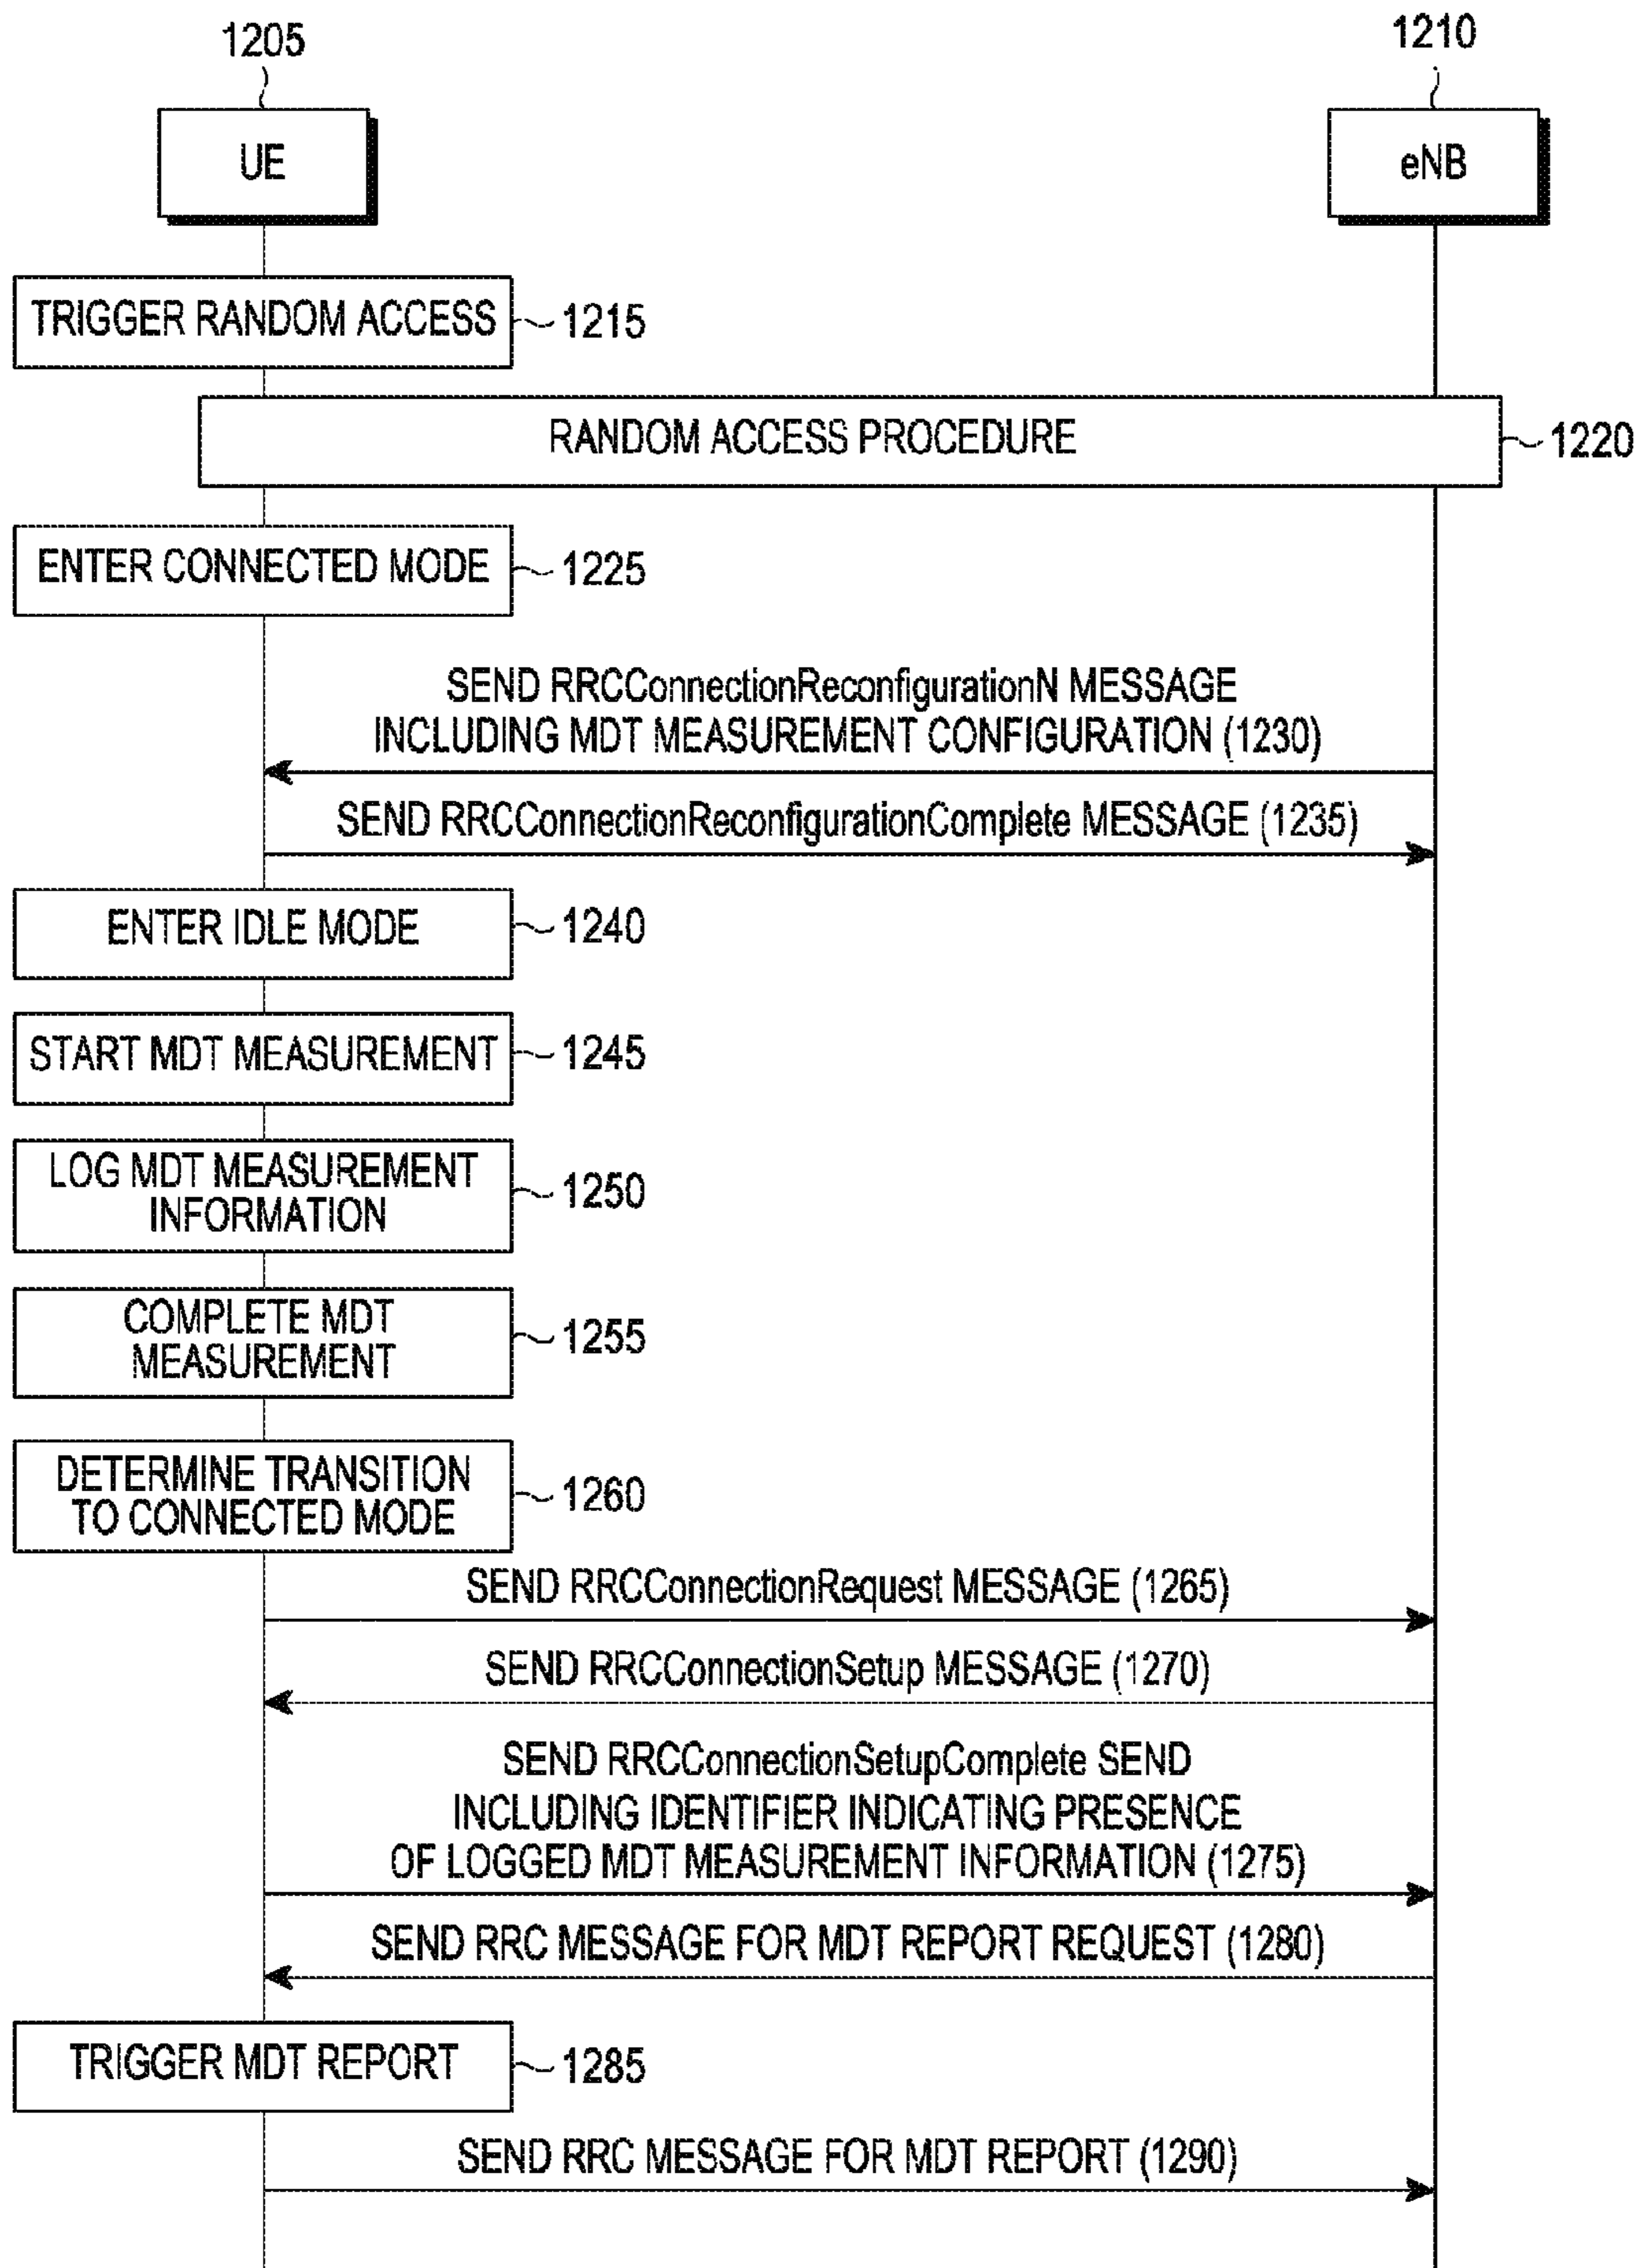 1205
1210
UE
eNB
TRIGGER RANDOM ACCESS
1215
RANDOM ACCESS PROCEDURE
1220
ENTER CONNECTED MODE
1225
SEND RRCConnectionReconfigurationN MESSAGE
INCLUDING MDT MEASUREMENT CONFIGURATION (1230)
SEND RRCConnectionReconfigurationComplete MESSAGE (1235)
ENTER IDLE MODE
1240
START MDT MEASUREMENT
1245
LOG MDT MEASUREMENT
INFORMATION
1250
COMPLETE MDT
MEASUREMENT
1255
DETERMINE TRANSITION
TO CONNECTED MODE
1260
SEND RRCConnectionRequest MESSAGE (1265)
SEND RRCConnectionSetup MESSAGE (1270)
SEND RRCConnectionSetupComplete SEND
INCLUDING IDENTIFIER INDICATING PRESENCE
OF LOGGED MDT MEASUREMENT INFORMATION (1275)
SEND RRC MESSAGE FOR MDT REPORT REQUEST (1280)
TRIGGER MDT REPORT
1285
SEND RRC MESSAGE FOR MDT REPORT (1290)